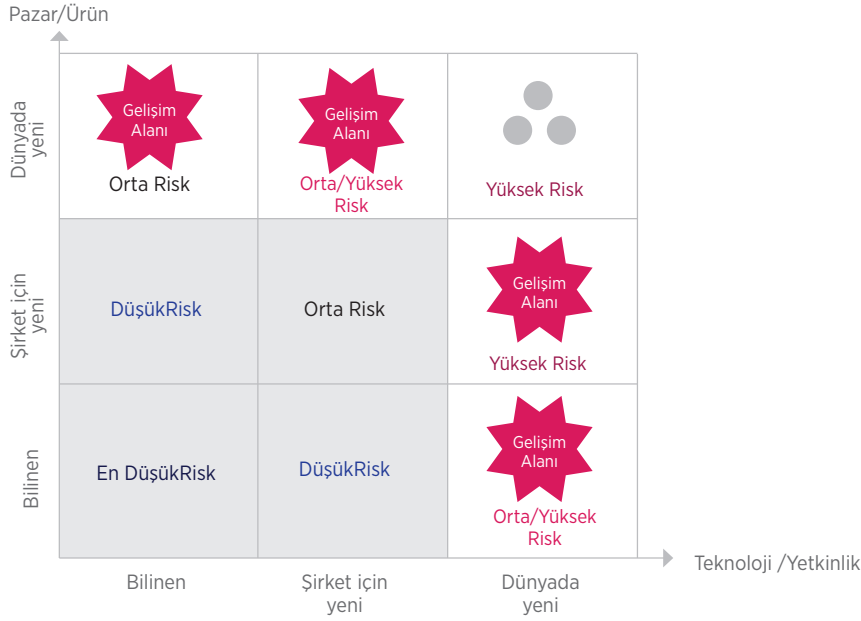 Pazar/Ürün
Dünyada
yeni
Gelişim
Alanı
Orta Risk
Gelişim
Alanı
Orta/Yüksek
Risk
Yüksek Risk
Şirket için
yeni
DüşükRisk
Orta Risk
Gelişim
Alanı
Yüksek Risk
Bilinen
En DüşükRisk
DüşükRisk
Gelişim
Alanı
Orta/Yüksek
Risk
Teknoloji /Yetkinlik
Bilinen
Şirket için
yeni
Dünyada
yeni